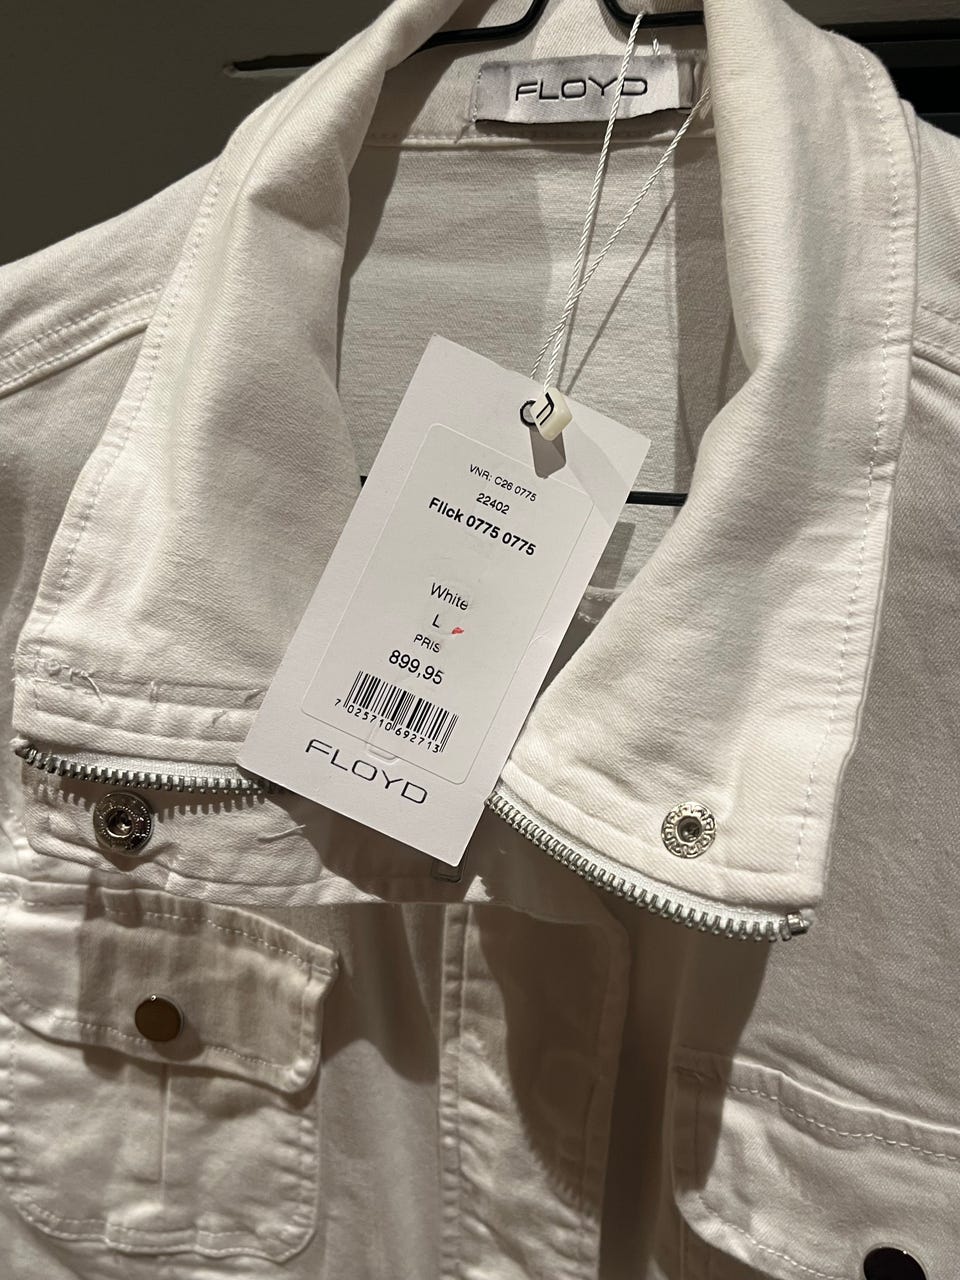 FLOYD
VNR: C26 0775
22402
Flick 0775 0775
White
L
PRIS
899,95
7 025710 692713
FLOYD